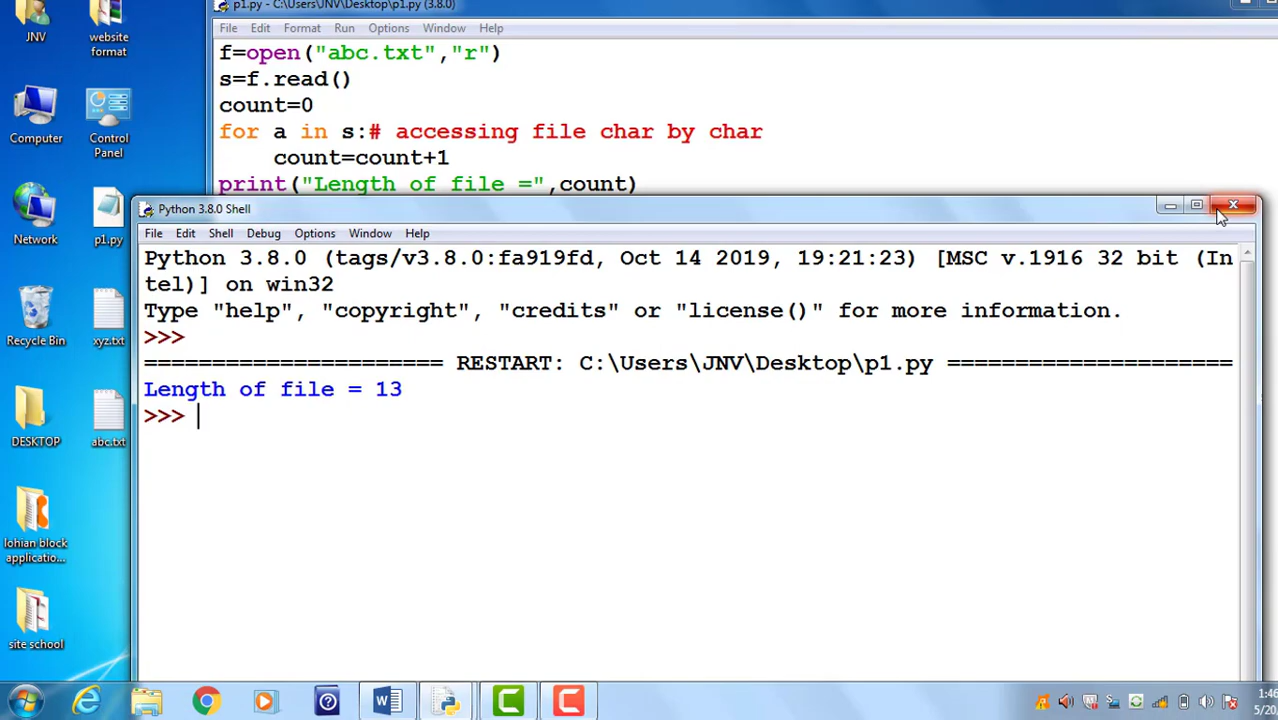 p1.py - C:\Users\JNV\Desktop\p1.py (3.8.0)
File Edit Format Run Options Window Help
f=open("abc.txt","r")
s=f.read()
count=0
for a in s:# accessing file char by char
count=count+1
print("Length of file =",count)
Python 3.8.0 Shell
File Edit Shell Debug Options Window Help
Python 3.8.0 (tags/v3.8.0:fa919fd, Oct 14 2019, 19:21:23) [MSC v.1916 32 bit (In
tel)] on win32
Type "help", "copyright", "credits" or "license()" for more information.
>>>
====================== RESTART: C:\Users\JNV\Desktop\p1.py =====================
Length of file = 13
>>>
JNV
website
format
Computer
Control
Panel
Network
p1.py
Recycle Bin
xyz.txt
DESKTOP
abc.txt
lohian block
applicatio...
site school
1:46
5/20